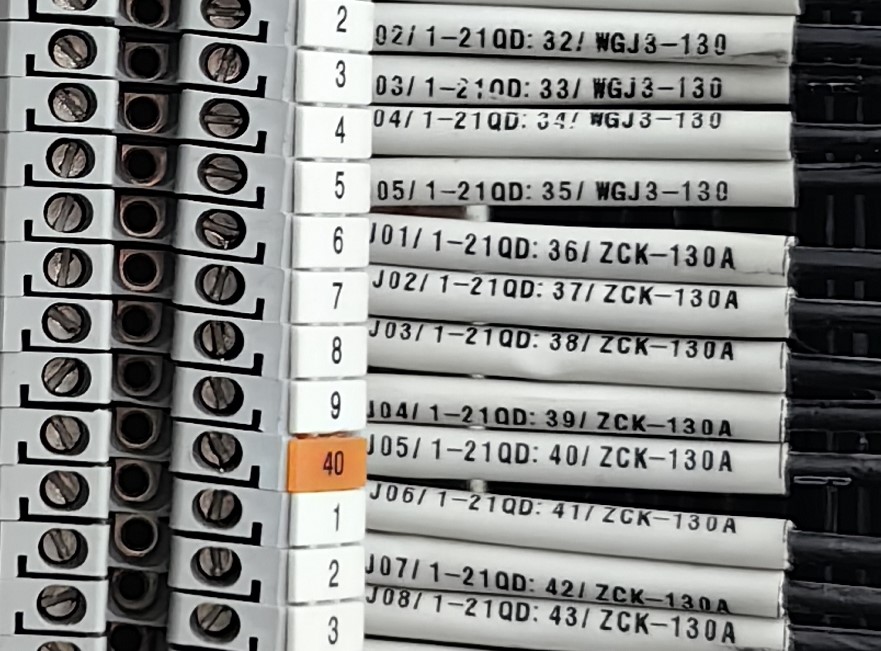 2
02/ 1-21QD: 32/ WGJ3-130
3
03/ 1-21QD: 33/ WGJ3-130
4
04/ 1-21QD: 34/ WGJ3-130
5
05/ 1-21QD: 35/ WGJ3-130
6
J01/ 1-21QD: 36/ ZCK-130A
7
J02/ 1-21QD: 37/ ZCK-130A
8
J03/ 1-21QD: 38/ ZCK-130A
9
J04/ 1-21QD: 39/ ZCK-130A
40
J05/ 1-21QD: 40/ ZCK-130A
1
J06/ 1-21QD: 41/ ZCK-130A
2
J07/ 1-21QD: 42/ ZCK-130A
3
J08/ 1-21QD: 43/ ZCK-130A